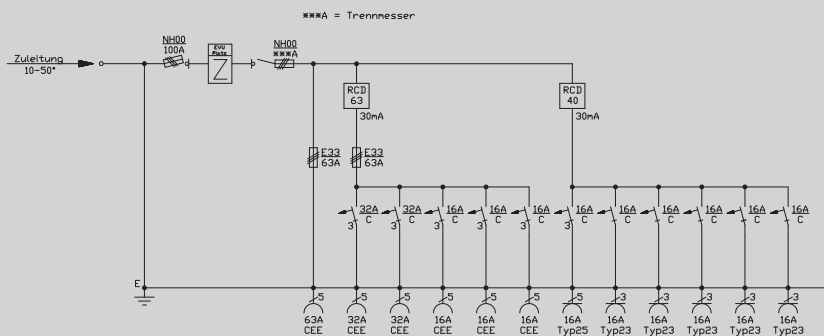 ***A = Trennmesser
NH00
100A
EVU
Platz
Z
NH00
***A
Zuleitung
10-50°
RCD
63
30mA
RCD
40
30mA
E33
63A
E33
63A
32A
C
3
32A
C
3
16A
C
3
16A
C
3
16A
C
3
16A
C
3
16A
C
16A
C
16A
C
16A
C
16A
C
E
5
5
5
5
5
5
5
3
3
3
3
3
63A
CEE
32A
CEE
32A
CEE
16A
CEE
16A
CEE
16A
CEE
16A
Typ25
16A
Typ23
16A
Typ23
16A
Typ23
16A
Typ23
16A
Typ23